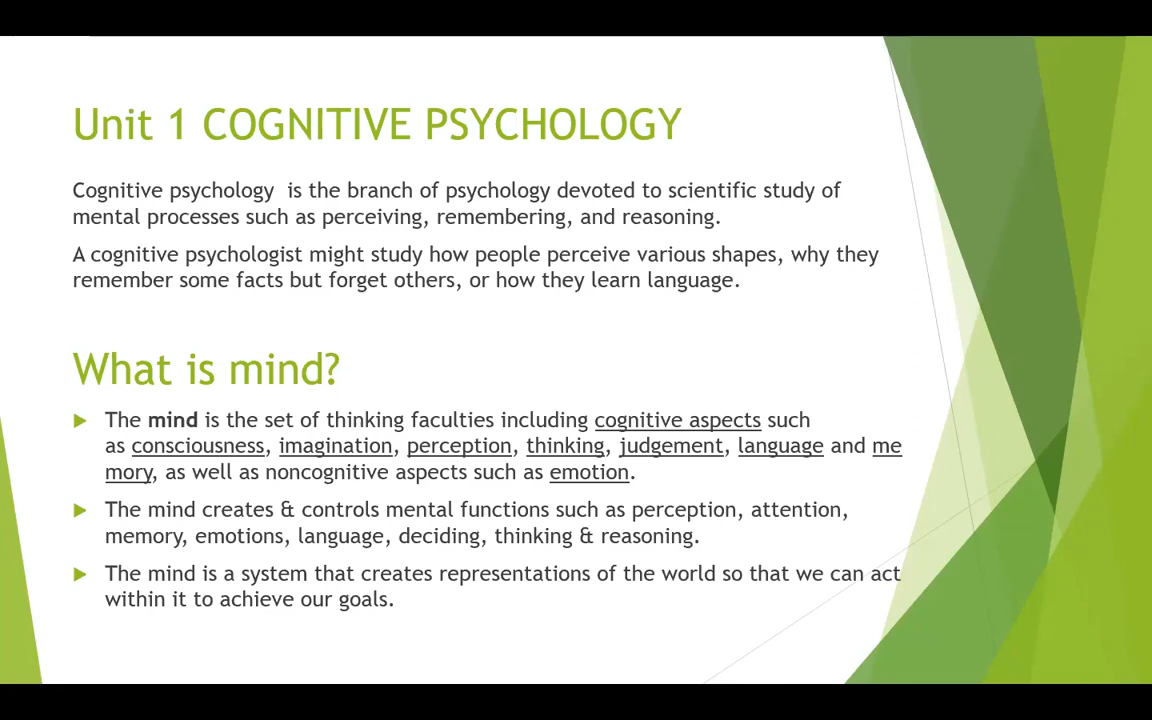 Unit 1 COGNITIVE PSYCHOLOGY
Cognitive psychology  is the branch of psychology devoted to scientific study of
mental processes such as perceiving, remembering, and reasoning.
A cognitive psychologist might study how people perceive various shapes, why they
remember some facts but forget others, or how they learn language.
What is mind?
The mind is the set of thinking faculties including cognitive aspects such
as consciousness, imagination, perception, thinking, judgement, language and me
mory, as well as noncognitive aspects such as emotion.
The mind creates & controls mental functions such as perception, attention,
memory, emotions, language, deciding, thinking & reasoning.
The mind is a system that creates representations of the world so that we can act
within it to achieve our goals.